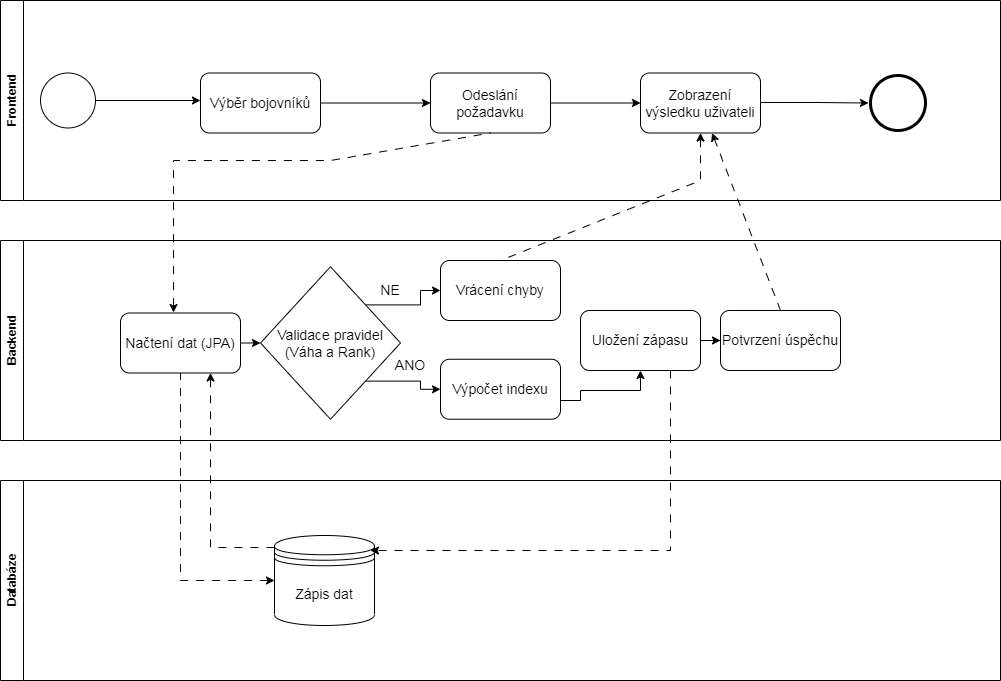 Frontend
Výběr bojovníků
Odeslání
požadavku
Zobrazení
výsledku uživateli
Backend
Načtení dat (JPA)
Validace pravidel
(Váha a Rank)
NE
Vrácení chyby
ANO
Výpočet indexu
Uložení zápasu
Potvrzení úspěchu
Databáze
Zápis dat